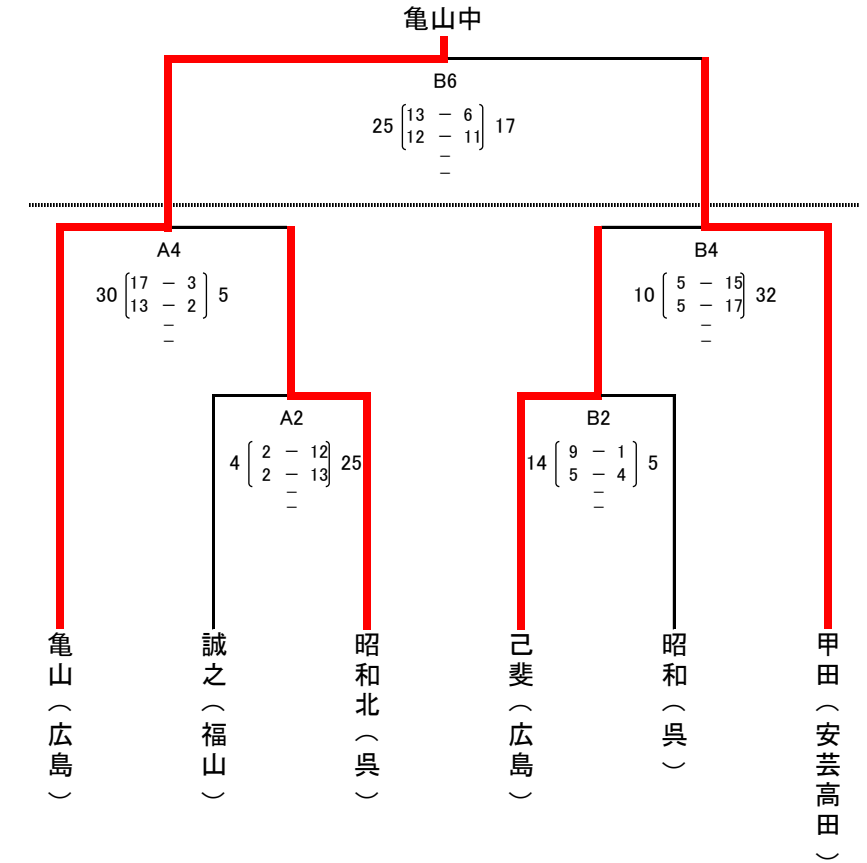 亀山中
B6
25 13 － 6 17
12 － 11
－
－
A4
30 17 － 3 5
13 － 2
－
－
B4
10 5 － 15 32
5 － 17
－
－
A2
4 2 － 12 25
2 － 13
－
－
B2
14 9 － 1 5
5 － 4
－
－
亀山（広島）
誠之（福山）
昭和北（呉）
己斐（広島）
昭和（呉）
甲田（安芸高田）